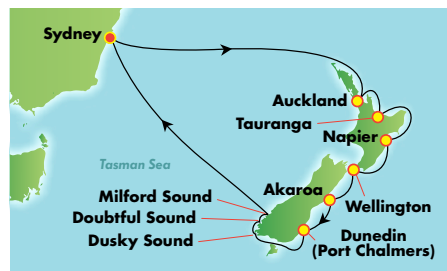 Sydney
Auckland
Tauranga
Napier
Tasman Sea
Akaroa
Milford Sound
Doubtful Sound
Dusky Sound
Wellington
Dunedin
(Port Chalmers)